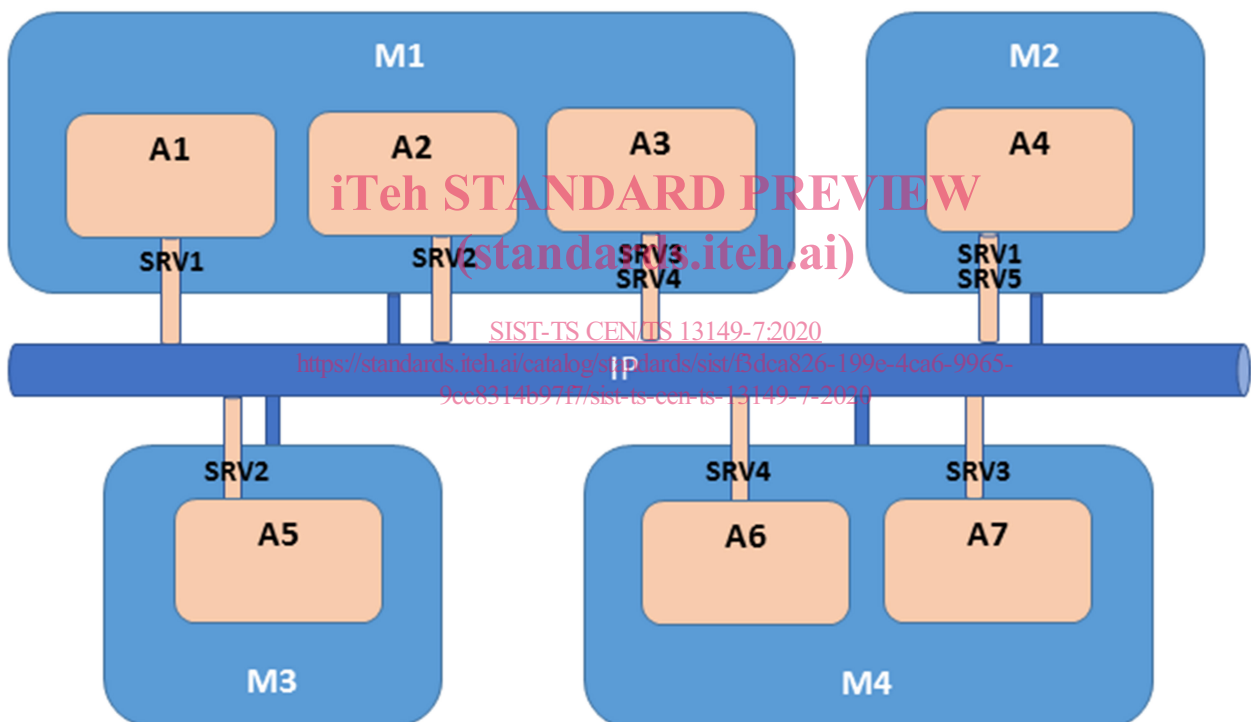 M1
M2
A1
A2
A3
A4
iTeh STANDARD PREVIEW
(standards.iteh.ai)
SRV1
SRV2
SRV3
SRV4
SRV1
SRV5
SIST-TS CEN/TS 13149-7:2020
https://standards.iteh.ai/catalog/standards/sist/f3dea826-199e-4ca6-9965-
9cc8314b97f7/sist-ts-cen-ts-13149-7-2020
IP
SRV2
SRV4
SRV3
A5
A6
A7
M3
M4